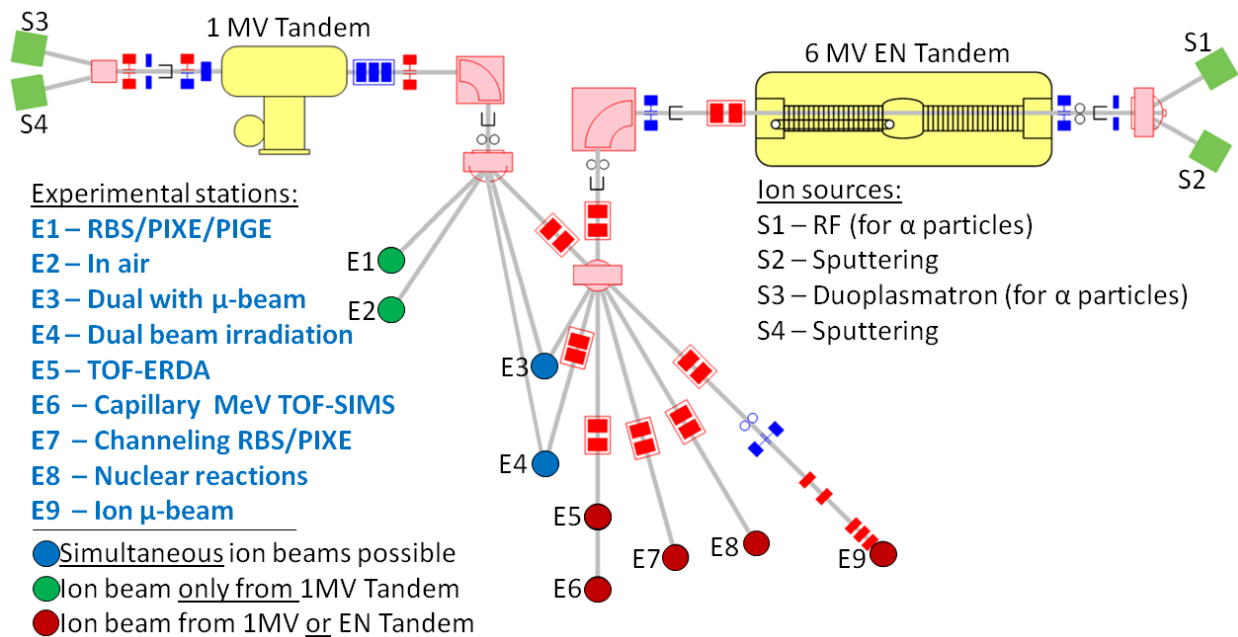 S3
1 MV Tandem
6 MV EN Tandem
S1
S4
S2
Experimental stations:
E1 – RBS/PIXE/PIGE
E2 – In air
E3 – Dual with µ-beam
E4 – Dual beam irradiation
E5 – TOF-ERDA
E6 – Capillary MeV TOF-SIMS
E7 – Channeling RBS/PIXE
E8 – Nuclear reactions
E9 – Ion µ-beam
Simultaneous ion beams possible
Ion beam only from 1MV Tandem
Ion beam from 1MV or EN Tandem
Ion sources:
S1 – RF (for α particles)
S2 – Sputtering
S3 – Duoplasmatron (for α particles)
S4 – Sputtering
E1
E2
E3
E4
E5
E6
E7
E8
E9